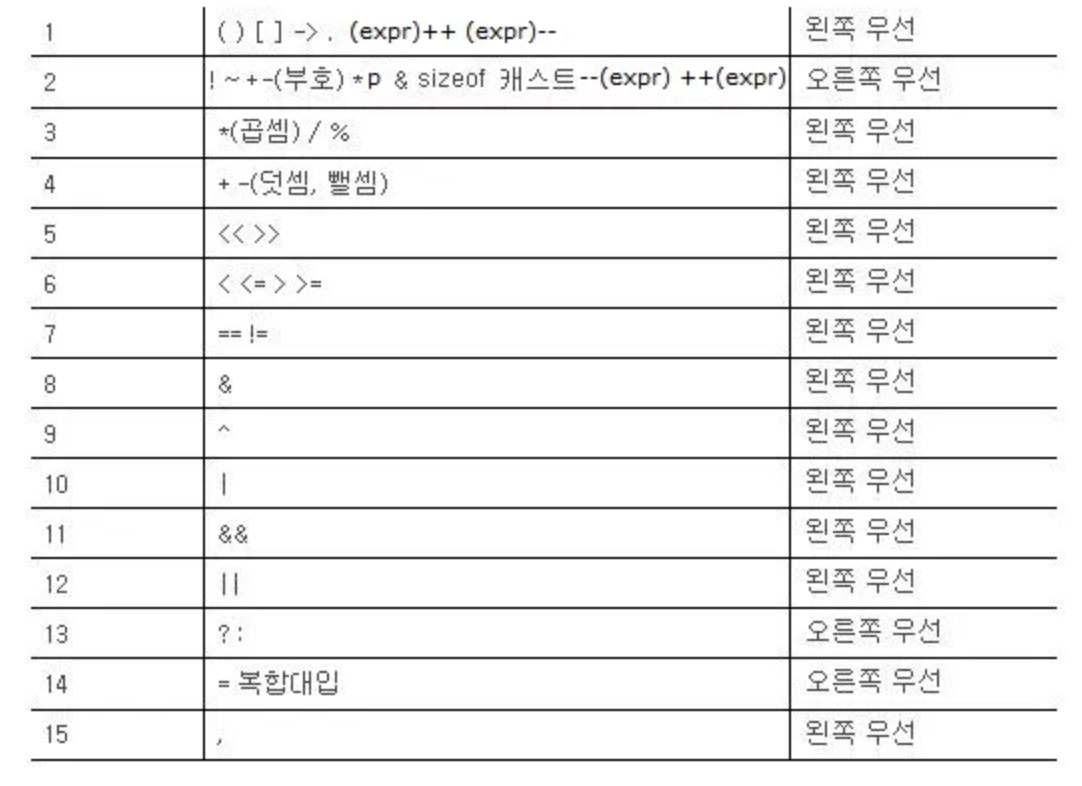 1 ( ) [ ] -> . (expr)++ (expr)-- 왼쪽 우선
2 ! ~ + -(부호) *p & sizeof 캐스트--(expr) ++(expr) 오른쪽 우선
3 *(곱셈) / % 왼쪽 우선
4 + -(덧셈, 뺄셈) 왼쪽 우선
5 << >> 왼쪽 우선
6 < <= > >= 왼쪽 우선
7 == != 왼쪽 우선
8 & 왼쪽 우선
9 ^ 왼쪽 우선
10 | 왼쪽 우선
11 && 왼쪽 우선
12 || 왼쪽 우선
13 ? : 오른쪽 우선
14 = 복합대입 오른쪽 우선
15 , 왼쪽 우선